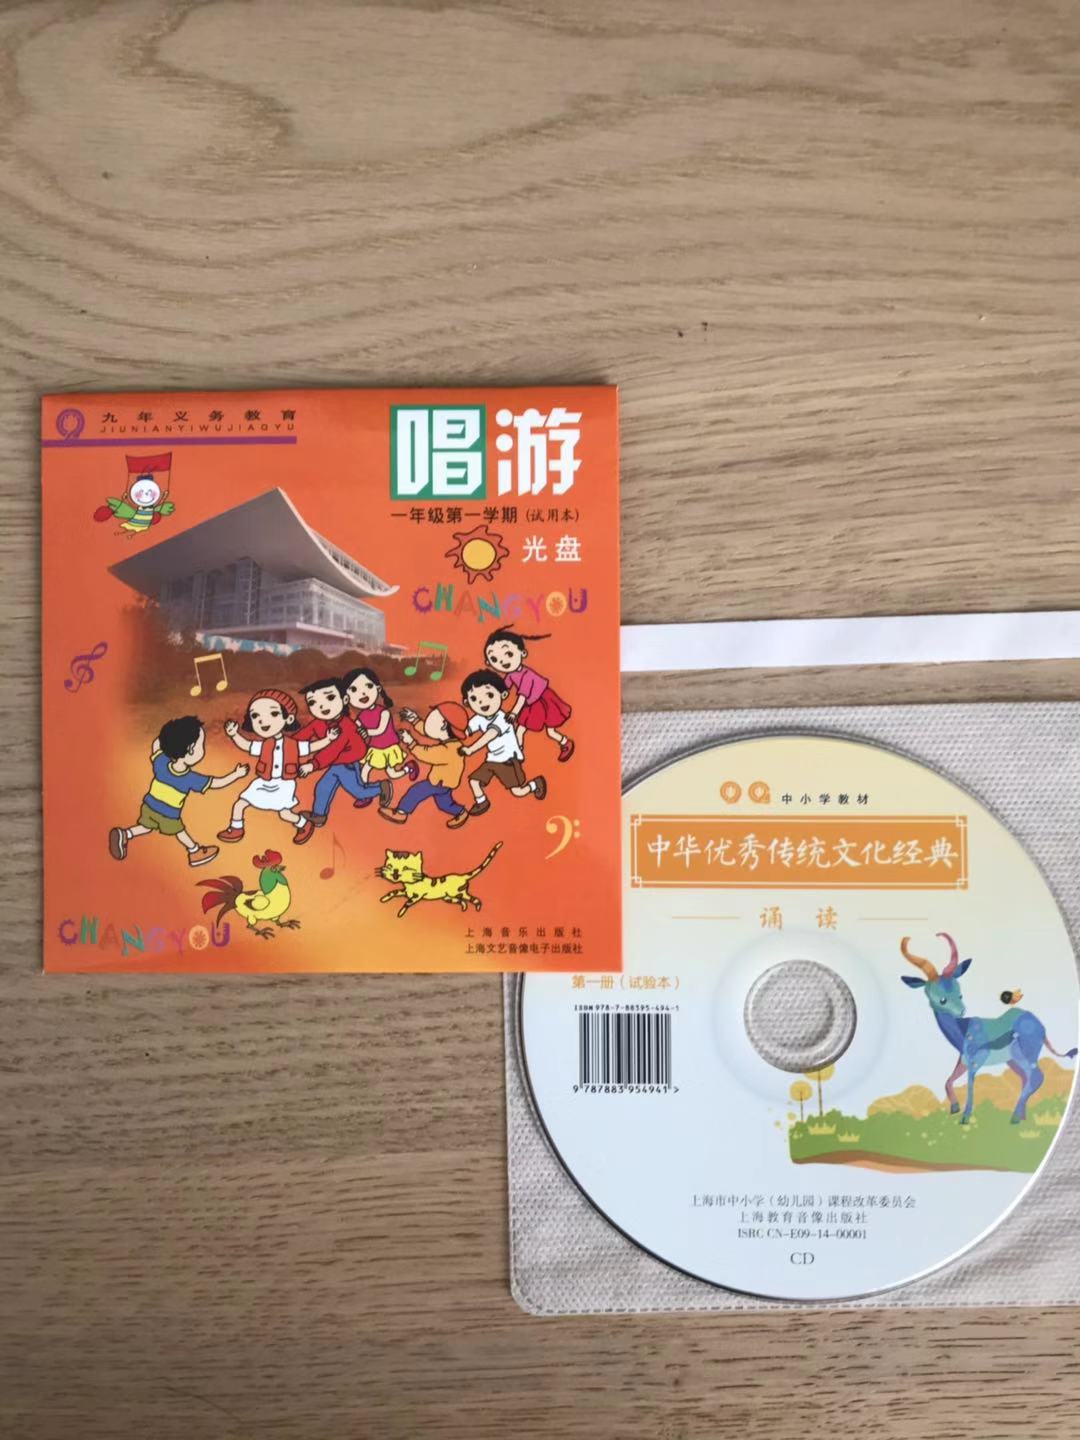 九年义务教育
JIUNIANYIWUJIAOYU
唱游
一年级第一学期(试用本)
光盘
CHANGYOU
CHANGYOU
上海音乐出版社
上海文艺音像电子出版社
中小学教材
中华优秀传统文化经典
诵读
第一册（试验本）
ISBN 978-7-88395-494-1
9 787883 954941 >
上海市中小学（幼儿园）课程改革委员会
上海教育音像出版社
ISRC CN-E09-14-00001
CD